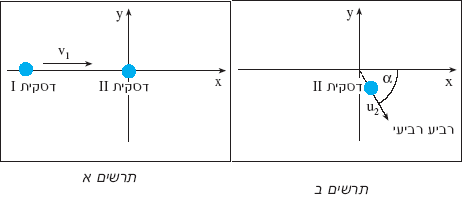 y
v1
x
דסקית I
דסקית II
תרשים א
y
x
α
דסקית II
u2
רביע רביעי
תרשים ב